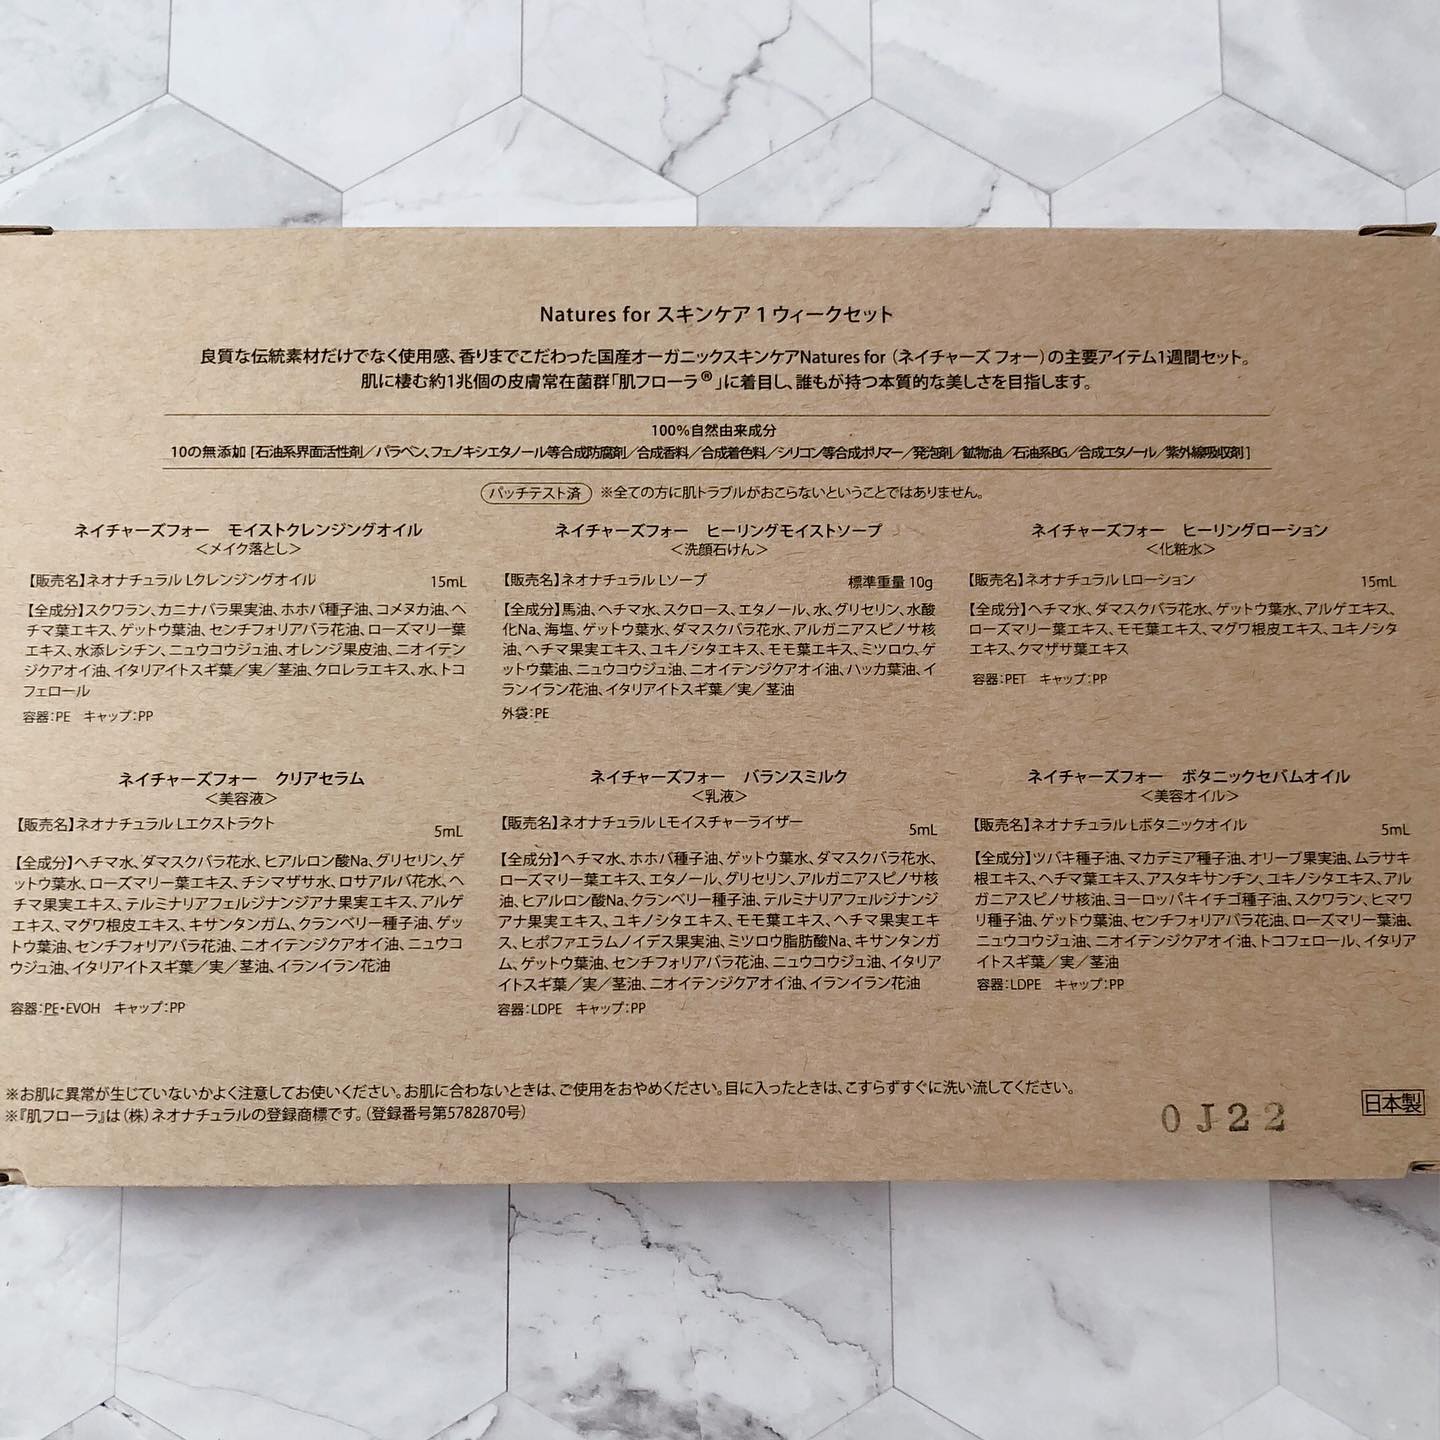 Natures for スキンケア１ウィークセット
良質な伝統素材だけでなく使用感、香りまでこだわった国産オーガニックスキンケアNatures for（ネイチャーズ フォー）の主要アイテム1週間セット。
肌に棲む約1兆個の皮膚常在菌群「肌フローラ®」に着目し、誰もが持つ本質的な美しさを目指します。
100%自然由来成分
10の無添加 [石油系界面活性剤／パラベン、フェノキシエタノール等合成防腐剤／合成香料／合成着色料／シリコン等合成ポリマー／発泡剤／鉱物油／石油系BG／合成エタノール／紫外線吸収剤]
パッチテスト済 ※全ての方に肌トラブルがおこらないということではありません。
ネイチャーズフォー　モイストクレンジングオイル
＜メイク落とし＞
【販売名】ネオナチュラル Lクレンジングオイル 15mL
【全成分】スクワラン、カニナバラ果実油、ホホバ種子油、コメヌカ油、ヘ
チマ葉エキス、ゲットウ葉油、センチフォリアバラ花油、ローズマリー葉
エキス、水添レシチン、ニュウコウジュ油、オレンジ果皮油、ニオイテン
ジクアオイ油、イタリアイトスギ葉／実／茎油、クロレラエキス、水、トコ
フェロール
容器：PE　キャップ：PP
ネイチャーズフォー　ヒーリングモイストソープ
＜洗顔石けん＞
【販売名】ネオナチュラル Lソープ 標準重量 10g
【全成分】馬油、ヘチマ水、スクロース、エタノール、水、グリセリン、水酸
化Na、海塩、ゲットウ葉水、ダマスクバラ花水、アルガニアスピノサ核
油、ヘチマ果実エキス、ユキノシタエキス、モモ葉エキス、ミツロウ、ゲ
ットウ葉油、ニュウコウジュ油、ニオイテンジクアオイ油、ハッカ葉油、イ
ランイラン花油、イタリアイトスギ葉／実／茎油
外袋：PE
ネイチャーズフォー　ヒーリングローション
＜化粧水＞
【販売名】ネオナチュラル Lローション 15mL
【全成分】ヘチマ水、ダマスクバラ花水、ゲットウ葉水、アルゲエキス、
ローズマリー葉エキス、モモ葉エキス、マグワ根皮エキス、ユキノシタ
エキス、クマザサ葉エキス
容器：PET　キャップ：PP
ネイチャーズフォー　クリアセラム
＜美容液＞
【販売名】ネオナチュラル Lエクストラクト 5mL
【全成分】ヘチマ水、ダマスクバラ花水、ヒアルロン酸Na、グリセリン、ゲ
ットウ葉水、ローズマリー葉エキス、チシマザサ水、ロサアルバ花水、ヘ
チマ果実エキス、テルミナリアフェルジナンジアナ果実エキス、アルゲ
エキス、マグワ根皮エキス、キサンタンガム、クランベリー種子油、ゲッ
トウ葉油、センチフォリアバラ花油、ニオイテンジクアオイ油、ニュウコ
ウジュ油、イタリアイトスギ葉／実／茎油、イランイラン花油
容器：PE・EVOH　キャップ：PP
ネイチャーズフォー　バランスミルク
＜乳液＞
【販売名】ネオナチュラル Lモイスチャーライザー 5mL
【全成分】ヘチマ水、ホホバ種子油、ゲットウ葉水、ダマスクバラ花水、
ローズマリー葉エキス、エタノール、グリセリン、アルガニアスピノサ核
油、ヒアルロン酸Na、クランベリー種子油、テルミナリアフェルジナンジ
アナ果実エキス、ユキノシタエキス、モモ葉エキス、ヘチマ果実エキ
ス、ヒポファエラムノイデス果実油、ミツロウ脂肪酸Na、キサンタンガ
ム、ゲットウ葉油、センチフォリアバラ花油、ニュウコウジュ油、イタリア
イトスギ葉／実／茎油、ニオイテンジクアオイ油、イランイラン花油
容器：LDPE　キャップ：PP
ネイチャーズフォー　ボタニックセバムオイル
＜美容オイル＞
【販売名】ネオナチュラル Lボタニックオイル 5mL
【全成分】ツバキ種子油、マカデミア種子油、オリーブ果実油、ムラサキ
根エキス、ヘチマ葉エキス、アスタキサンチン、ユキノシタエキス、アル
ガニアスピノサ核油、ヨーロッパキイチゴ種子油、スクワラン、ヒマワ
リ種子油、ゲットウ葉油、センチフォリアバラ花油、ローズマリー葉油、
ニュウコウジュ油、ニオイテンジクアオイ油、トコフェロール、イタリア
イトスギ葉／実／茎油
容器：LDPE　キャップ：PP
※お肌に異常が生じていないかよく注意してお使いください。お肌に合わないときは、ご使用をおやめください。目に入ったときは、こすらずすぐに洗い流してください。
※『肌フローラ』は（株）ネオナチュラルの登録商標です。（登録番号第5782870号）
0J22
日本製